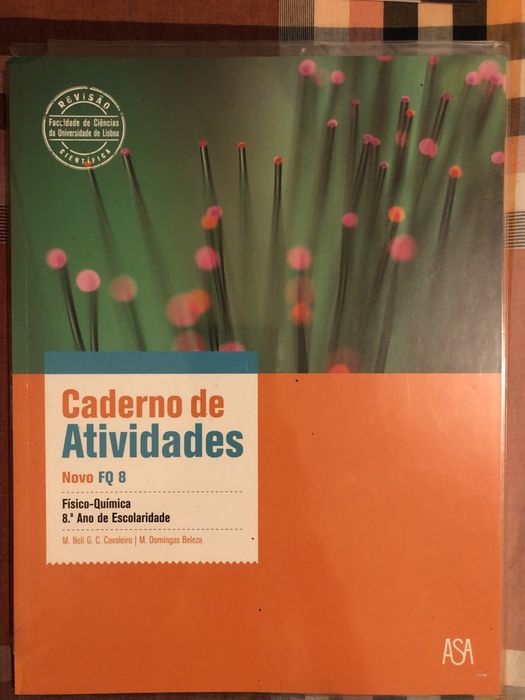 REVISÃO
Faculdade de Ciências
da Universidade de Lisboa
CIENTÍFICA
Caderno de
Atividades
Novo FQ 8
Físico-Química
8.º Ano de Escolaridade
M. Neli G. C. Cavaleiro | M. Domingas Beleza
ASA